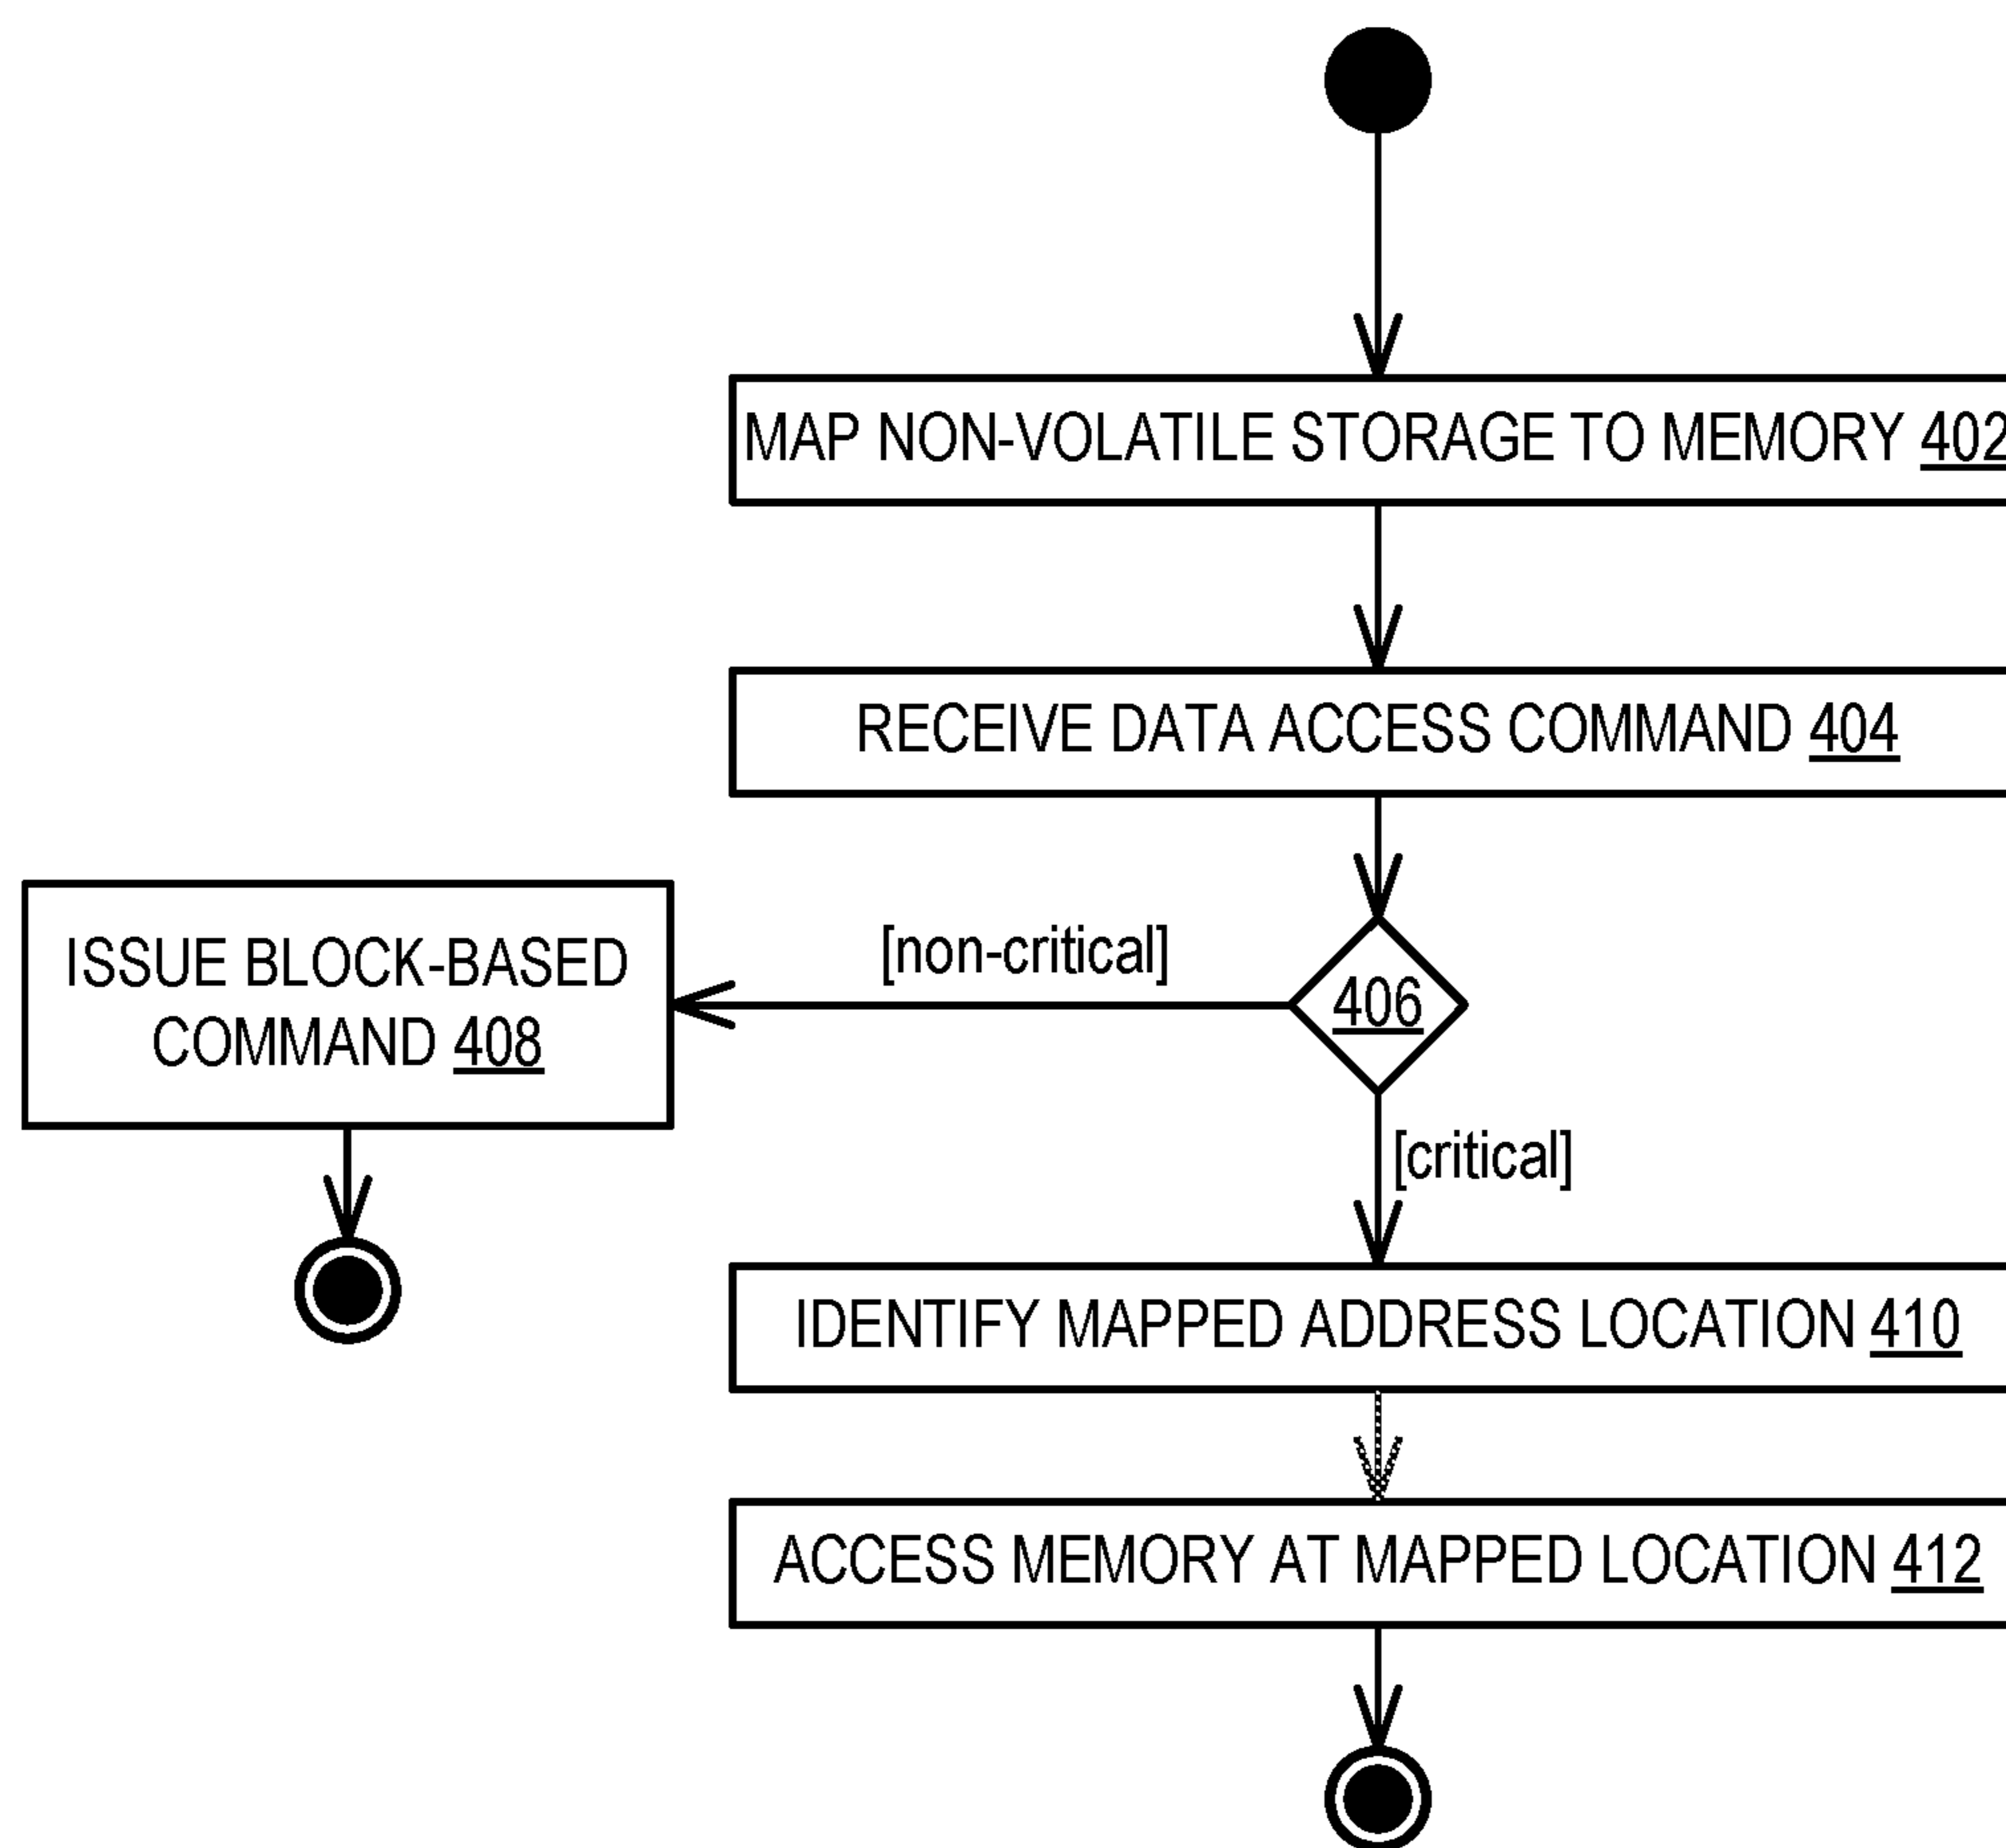 MAP NON-VOLATILE STORAGE TO MEMORY 402
RECEIVE DATA ACCESS COMMAND 404
ISSUE BLOCK-BASED
COMMAND 408
[non-critical]
406
[critical]
IDENTIFY MAPPED ADDRESS LOCATION 410
ACCESS MEMORY AT MAPPED LOCATION 412